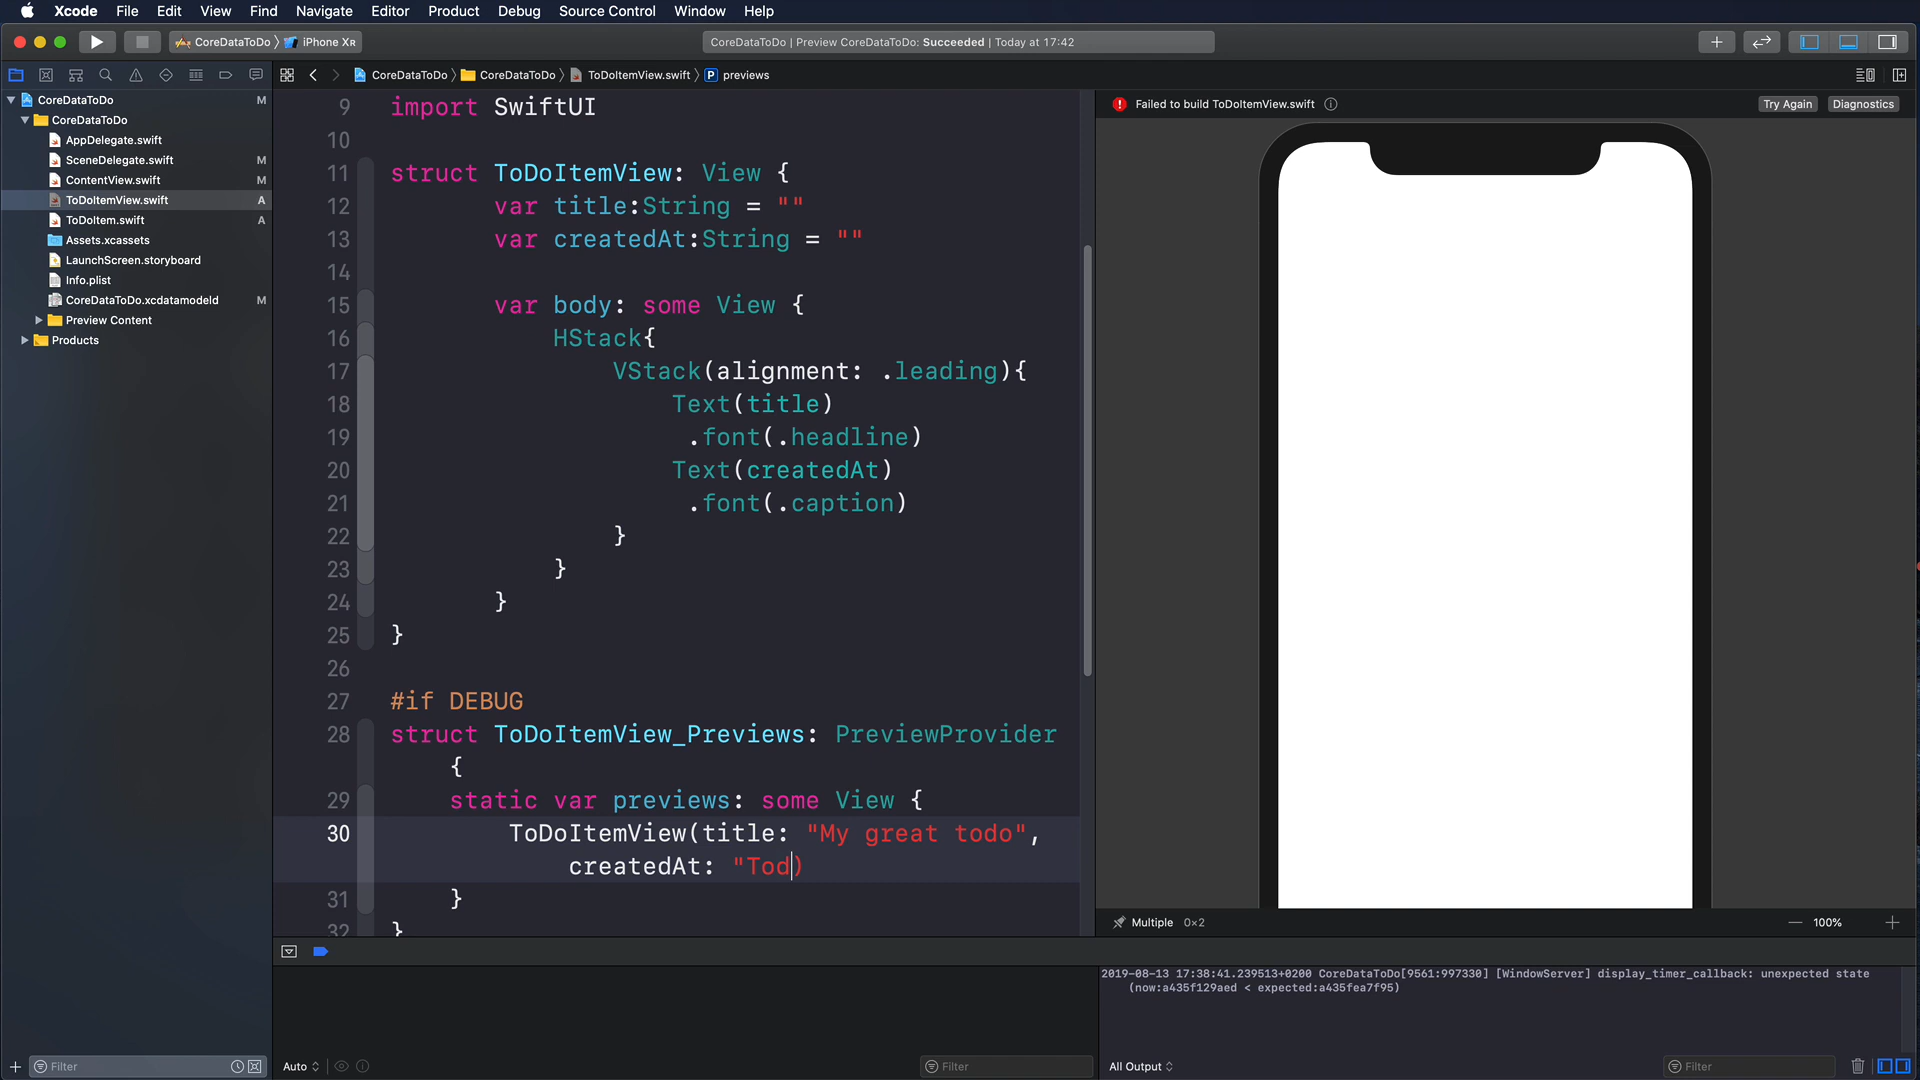 Xcode File Edit View Find Navigate Editor Product Debug Source Control Window Help
CoreDataToDo iPhone XR
CoreDataToDo | Preview CoreDataToDo: Succeeded | Today at 17:42
CoreDataToDo CoreDataToDo ToDoItemView.swift P previews
CoreDataToDo M
CoreDataToDo
AppDelegate.swift
SceneDelegate.swift M
ContentView.swift M
ToDoItemView.swift A
ToDoItem.swift A
Assets.xcassets
LaunchScreen.storyboard
Info.plist
CoreDataToDo.xcdatamodeld M
Preview Content
Products
9 import SwiftUI
10
11 struct ToDoItemView: View {
12 var title:String = ""
13 var createdAt:String = ""
14
15 var body: some View {
16 HStack{
17 VStack(alignment: .leading){
18 Text(title)
19 .font(.headline)
20 Text(createdAt)
21 .font(.caption)
22 }
23 }
24 }
25 }
26
27 #if DEBUG
28 struct ToDoItemView_Previews: PreviewProvider
{
29 static var previews: some View {
30 ToDoItemView(title: "My great todo",
createdAt: "Tod)
31 }
32 }
Failed to build ToDoItemView.swift
Try Again Diagnostics
Multiple 0×2
100%
2019-08-13 17:38:41.239513+0200 CoreDataToDo[9561:997330] [WindowServer] display_timer_callback: unexpected state
(now:a435f129aed < expected:a435fea7f95)
Filter
Auto
Filter
All Output
Filter